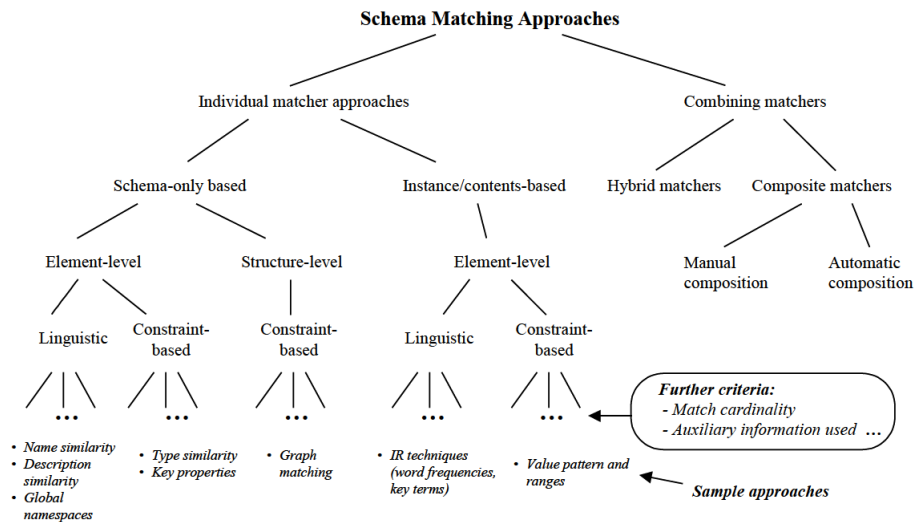 Schema Matching Approaches
Individual matcher approaches
Combining matchers
Schema-only based
Instance/contents-based
Hybrid matchers
Composite matchers
Element-level
Structure-level
Element-level
Manual
composition
Automatic
composition
Linguistic
Constraint-
based
Constraint-
based
Linguistic
Constraint-
based
...
...
...
...
...
Further criteria:
- Match cardinality
- Auxiliary information used ...
• Name similarity
• Description
similarity
• Global
namespaces
• Type similarity
• Key properties
• Graph
matching
• IR techniques
(word frequencies,
key terms)
• Value pattern and
ranges
Sample approaches